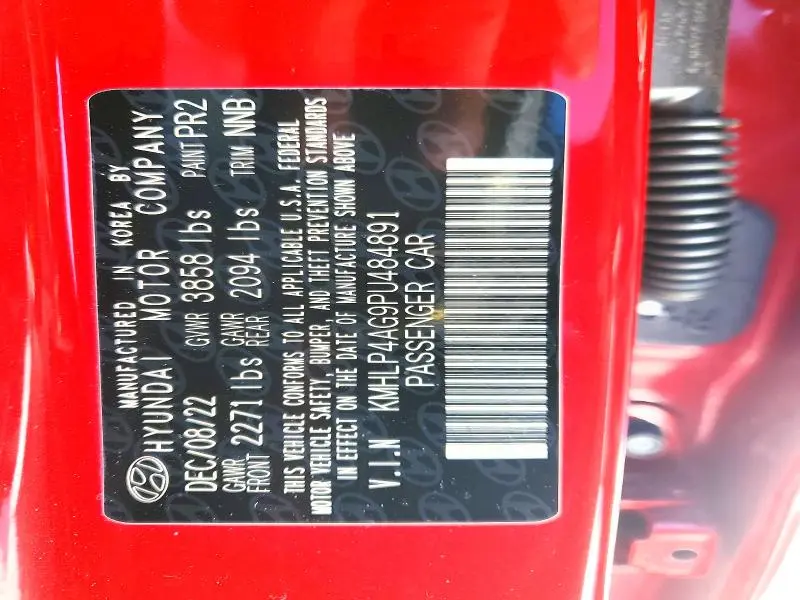 MANUFACTURED IN KOREA BY
HYUNDAI MOTOR COMPANY
DEC/08/22 GVWR 3858 lbs PAINT PR2
GAWR FRONT 2271 lbs GAWR REAR 2094 lbs TRIM NNB
THIS VEHICLE CONFORMS TO ALL APPLICABLE U.S.A. FEDERAL
MOTOR VEHICLE SAFETY, BUMPER, AND THEFT PREVENTION STANDARDS
IN EFFECT ON THE DATE OF MANUFACTURE SHOWN ABOVE
V.I.N KMHLP4AG9PU484891
PASSENGER CAR